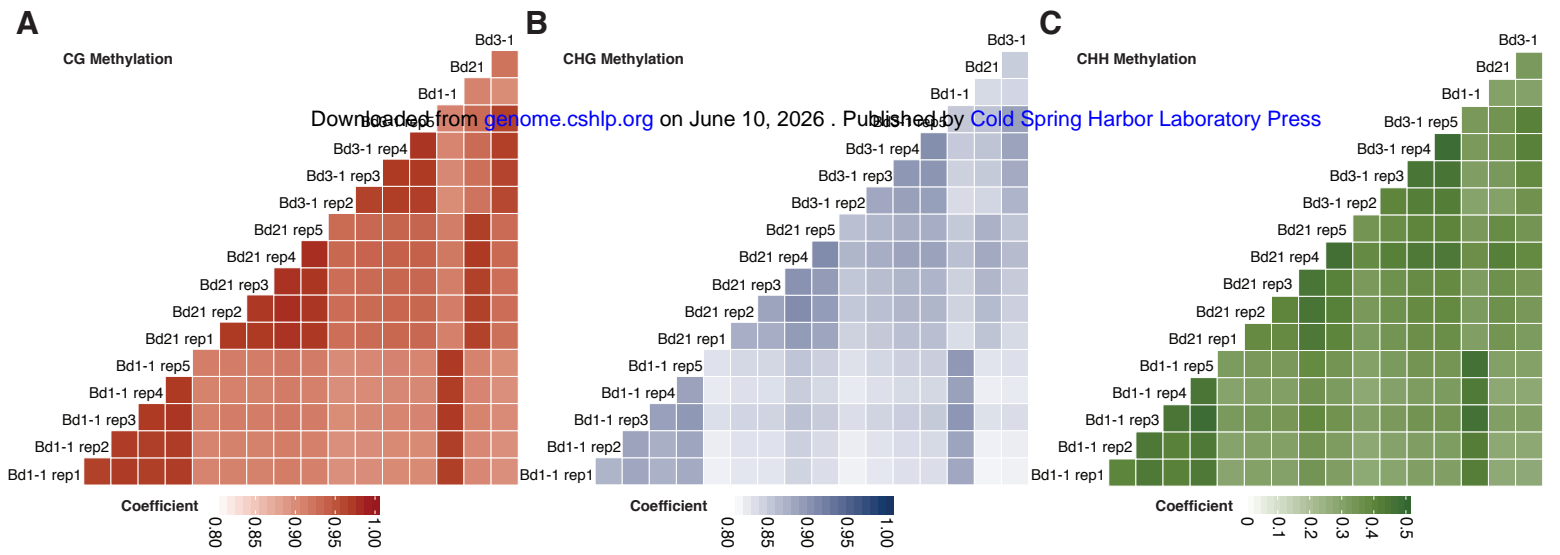 A
B
C
CG Methylation
CHG Methylation
CHH Methylation
Bd3-1
Bd21
Bd1-1
Bd3-1 rep5
Bd3-1 rep4
Bd3-1 rep3
Bd3-1 rep2
Bd21 rep5
Bd21 rep4
Bd21 rep3
Bd21 rep2
Bd21 rep1
Bd1-1 rep5
Bd1-1 rep4
Bd1-1 rep3
Bd1-1 rep2
Bd1-1 rep1
Coefficient
0.80
0.85
0.90
0.95
1.00
Bd3-1
Bd21
Bd1-1
Bd3-1 rep5
Bd3-1 rep4
Bd3-1 rep3
Bd3-1 rep2
Bd21 rep5
Bd21 rep4
Bd21 rep3
Bd21 rep2
Bd21 rep1
Bd1-1 rep5
Bd1-1 rep4
Bd1-1 rep3
Bd1-1 rep2
Bd1-1 rep1
Coefficient
0.80
0.85
0.90
0.95
1.00
Bd3-1
Bd21
Bd1-1
Bd3-1 rep5
Bd3-1 rep4
Bd3-1 rep3
Bd3-1 rep2
Bd21 rep5
Bd21 rep4
Bd21 rep3
Bd21 rep2
Bd21 rep1
Bd1-1 rep5
Bd1-1 rep4
Bd1-1 rep3
Bd1-1 rep2
Bd1-1 rep1
Coefficient
0
0.1
0.2
0.3
0.4
0.5
Downloaded from genome.cshlp.org on June 10, 2026 . Published by Cold Spring Harbor Laboratory Press